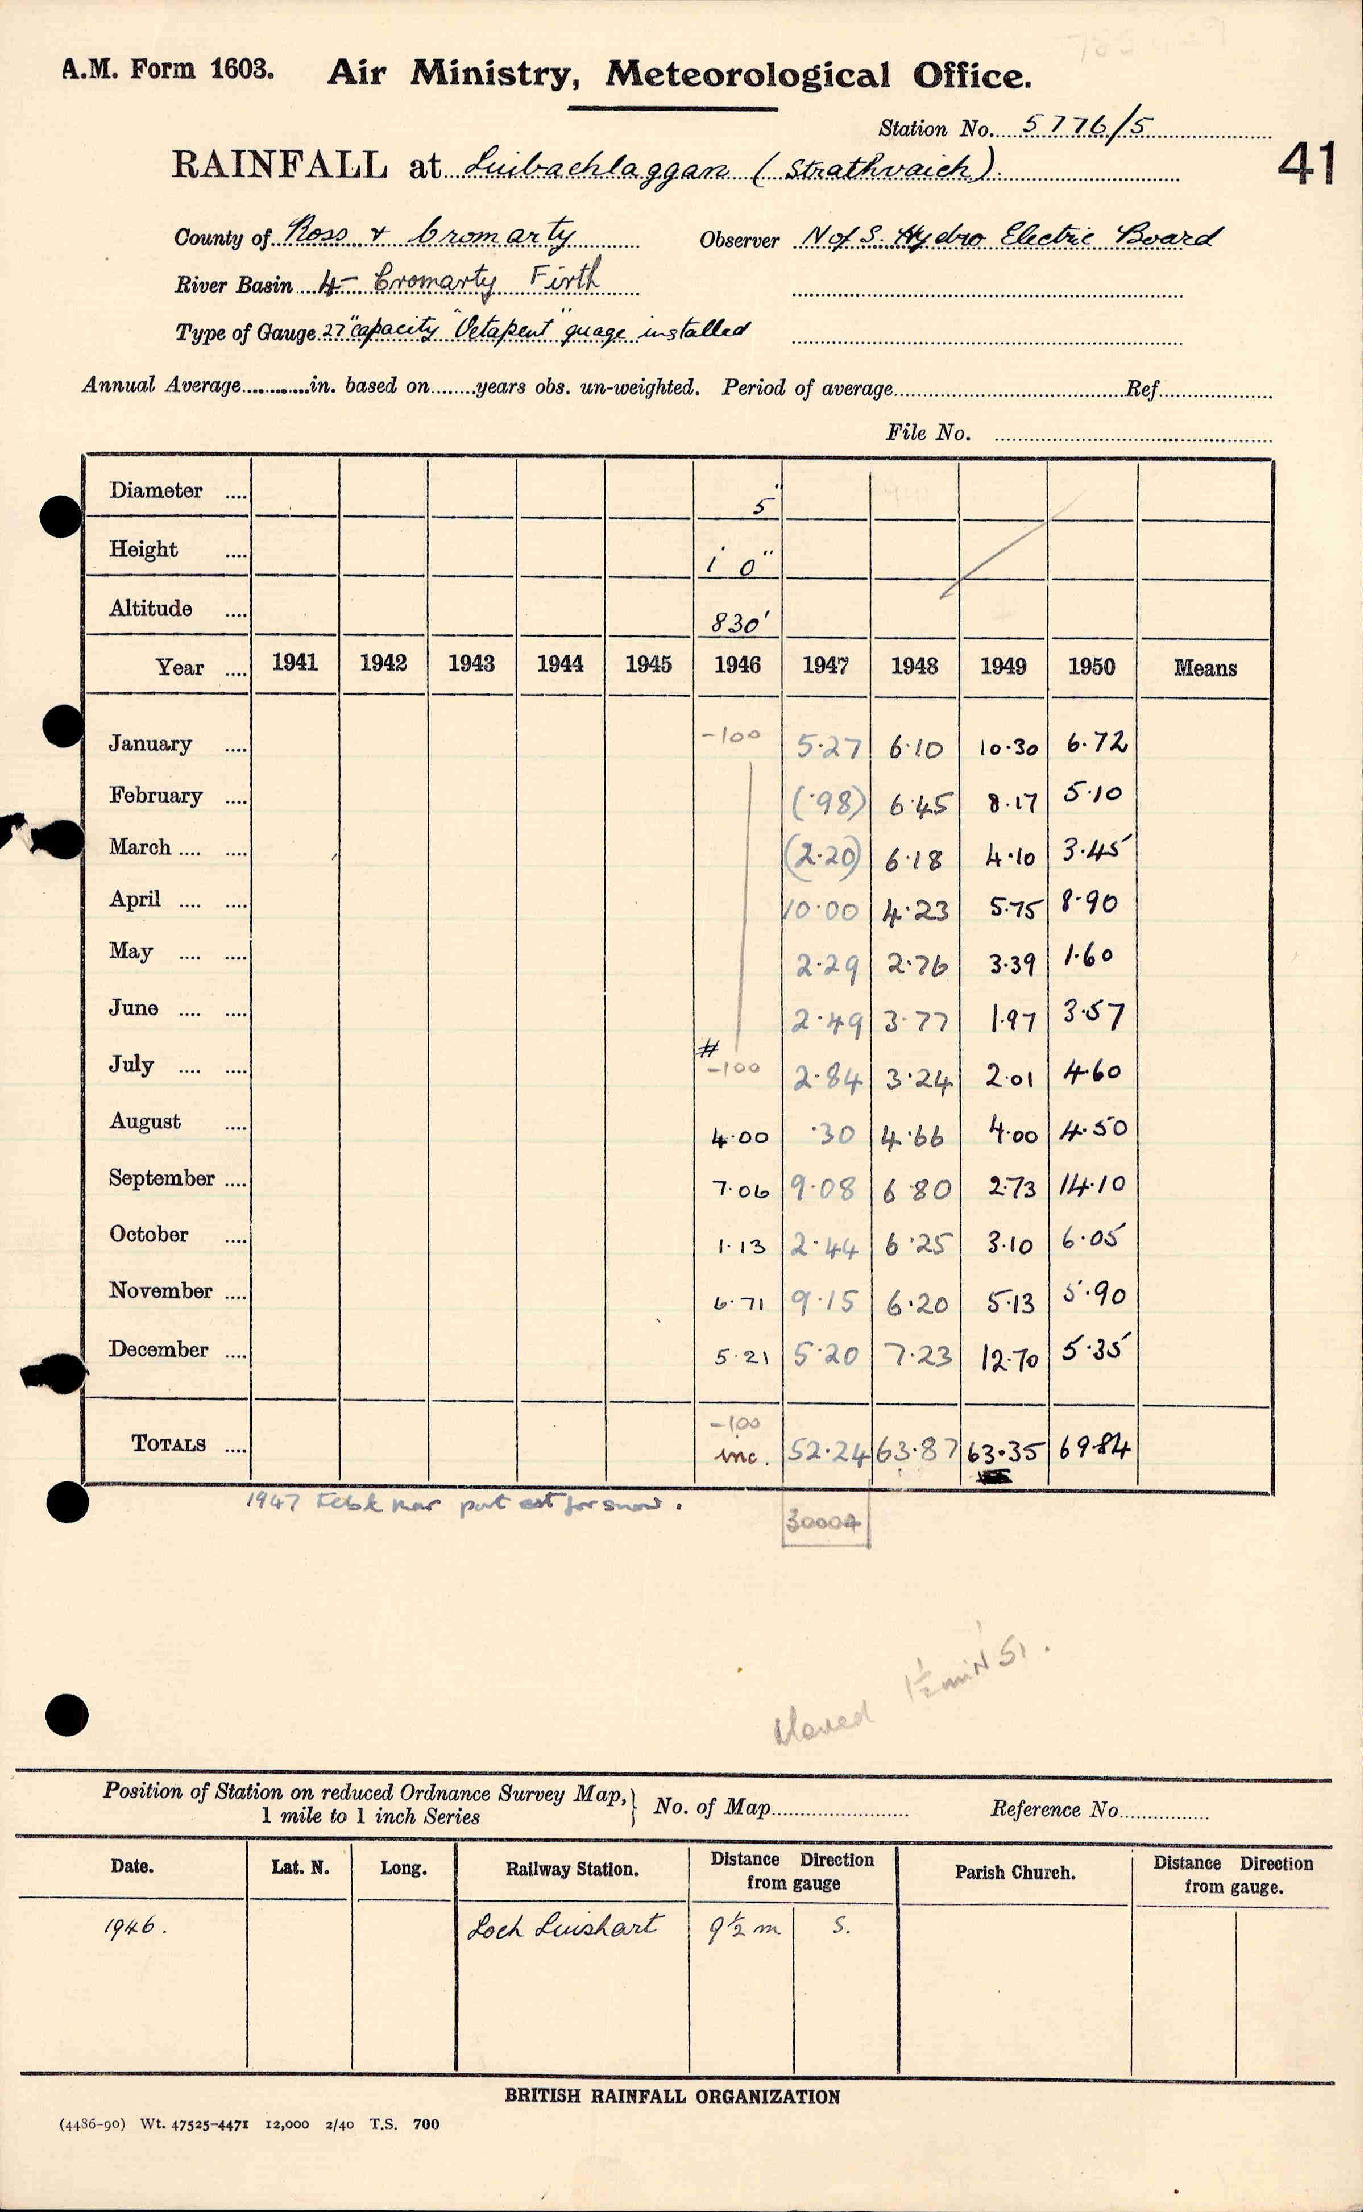 A.M. Form 1603. Air Ministry, Meteorological Office.
Station No. 5776/5
41
RAINFALL at Luibachlaggan (Strathvaich)
County of Ross & Cromarty Observer N of S. Hydro Electric Board
River Basin 4- Cromarty Firth
Type of Gauge 27" capacity "Octapent" guage installed
Annual Average............in. based on........years obs. un-weighted. Period of average........ Ref........
File No. ........
Diameter .... 5"
Height .... 1' 0"
Altitude .... 830'
Year .... 1941 1942 1943 1944 1945 1946 1947 1948 1949 1950 Means
January .... -100 5.27 6.10 10.30 6.72
February .... (.98) 6.45 8.17 5.10
March .... .... (2.20) 6.18 4.10 3.45
April .... .... 10.00 4.23 5.75 8.90
May .... .... 2.29 2.76 3.39 1.60
June .... .... 2.49 3.77 1.97 3.57
July .... .... # -100 2.84 3.24 2.01 4.60
August .... 4.00 .30 4.66 4.00 4.50
September .... 7.06 9.08 6.80 2.73 14.10
October .... 1.13 2.44 6.25 3.10 6.05
November .... 6.71 9.15 6.20 5.13 5.90
December .... 5.21 5.20 7.23 12.70 5.35
-100
TOTALS .... inc. 52.24 63.87 63.35 69.84
1947 Feb & Mar part est for snow.
30004
Moved 1½ mi N '51.
Position of Station on reduced Ordnance Survey Map, } No. of Map........ Reference No........
1 mile to 1 inch Series
Date. Lat. N. Long. Railway Station. Distance from gauge Direction Parish Church. Distance from gauge. Direction
1946. Loch Luichart 9½ m S.
BRITISH RAINFALL ORGANIZATION
(4486-90) Wt. 47525-4471 12,000 2/40 T.S. 700